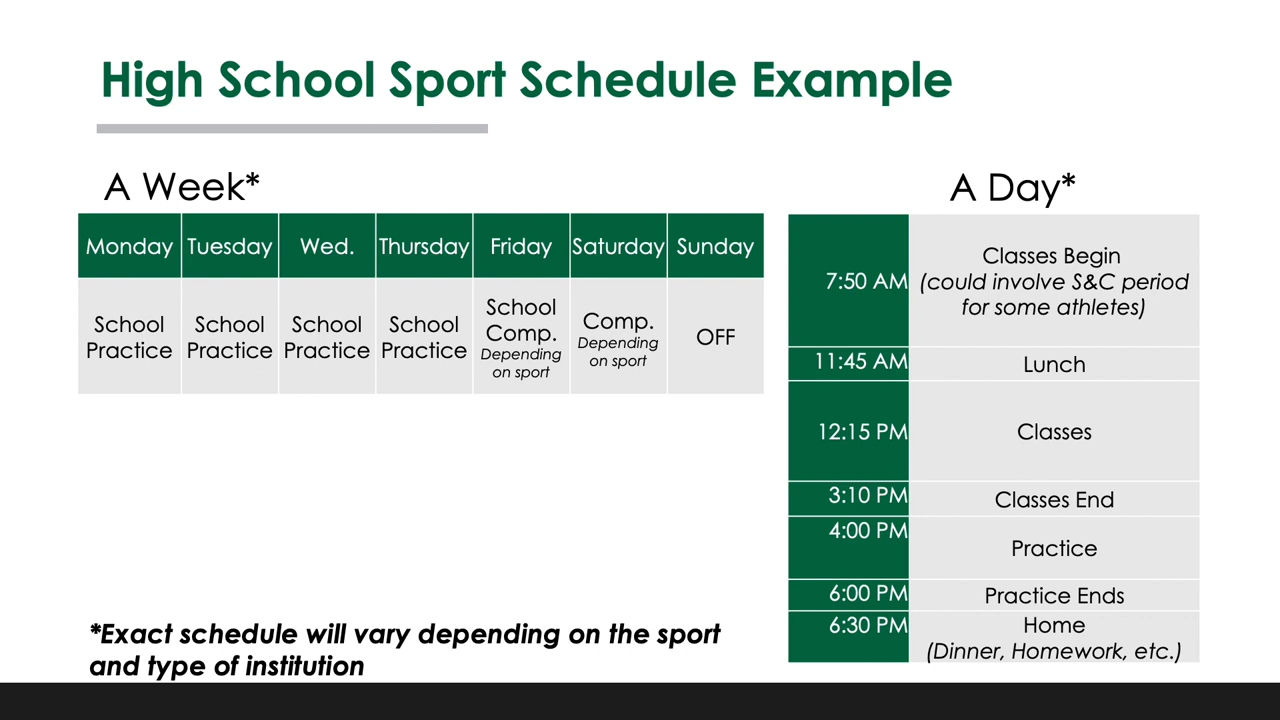 High School Sport Schedule Example
A Week*
Monday Tuesday Wed. Thursday Friday Saturday Sunday
School Practice
School Practice
School Practice
School Practice
School Comp. Depending on sport
Comp. Depending on sport
OFF
*Exact schedule will vary depending on the sport
and type of institution
A Day*
7:50 AM Classes Begin
(could involve S&C period
for some athletes)
11:45 AM Lunch
12:15 PM Classes
3:10 PM Classes End
4:00 PM Practice
6:00 PM Practice Ends
6:30 PM Home
(Dinner, Homework, etc.)